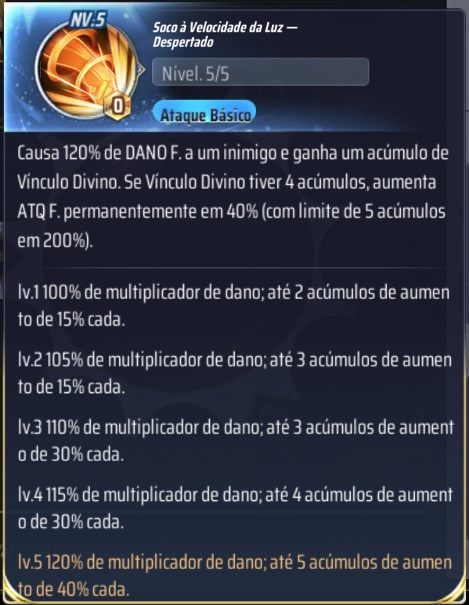 NV.5
Soco à Velocidade da Luz —
Despertado
Nível. 5/5
0
Ataque Básico
Causa 120% de DANO F. a um inimigo e ganha um acúmulo de
Vínculo Divino. Se Vínculo Divino tiver 4 acúmulos, aumenta
ATQ F. permanentemente em 40% (com limite de 5 acúmulos
em 200%).
lv.1 100% de multiplicador de dano; até 2 acúmulos de aumen
to de 15% cada.
lv.2 105% de multiplicador de dano; até 3 acúmulos de aumen
to de 15% cada.
lv.3 110% de multiplicador de dano; até 3 acúmulos de aument
o de 30% cada.
lv.4 115% de multiplicador de dano; até 4 acúmulos de aument
o de 30% cada.
lv.5 120% de multiplicador de dano; até 5 acúmulos de aumen
to de 40% cada.